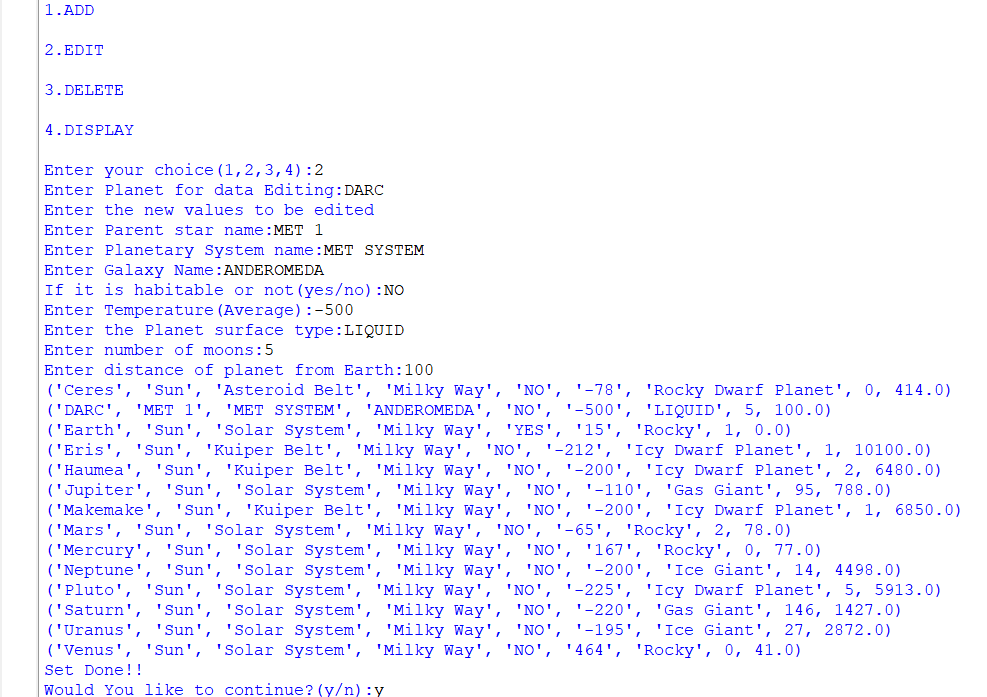 1.ADD
2.EDIT
3.DELETE
4.DISPLAY
Enter your choice(1,2,3,4):2
Enter Planet for data Editing:DARC
Enter the new values to be edited
Enter Parent star name:MET 1
Enter Planetary System name:MET SYSTEM
Enter Galaxy Name:ANDEROMEDA
If it is habitable or not(yes/no):NO
Enter Temperature(Average):-500
Enter the Planet surface type:LIQUID
Enter number of moons:5
Enter distance of planet from Earth:100
('Ceres', 'Sun', 'Asteroid Belt', 'Milky Way', 'NO', '-78', 'Rocky Dwarf Planet', 0, 414.0)
('DARC', 'MET 1', 'MET SYSTEM', 'ANDEROMEDA', 'NO', '-500', 'LIQUID', 5, 100.0)
('Earth', 'Sun', 'Solar System', 'Milky Way', 'YES', '15', 'Rocky', 1, 0.0)
('Eris', 'Sun', 'Kuiper Belt', 'Milky Way', 'NO', '-212', 'Icy Dwarf Planet', 1, 10100.0)
('Haumea', 'Sun', 'Kuiper Belt', 'Milky Way', 'NO', '-200', 'Icy Dwarf Planet', 2, 6480.0)
('Jupiter', 'Sun', 'Solar System', 'Milky Way', 'NO', '-110', 'Gas Giant', 95, 788.0)
('Makemake', 'Sun', 'Kuiper Belt', 'Milky Way', 'NO', '-200', 'Icy Dwarf Planet', 1, 6850.0)
('Mars', 'Sun', 'Solar System', 'Milky Way', 'NO', '-65', 'Rocky', 2, 78.0)
('Mercury', 'Sun', 'Solar System', 'Milky Way', 'NO', '167', 'Rocky', 0, 77.0)
('Neptune', 'Sun', 'Solar System', 'Milky Way', 'NO', '-200', 'Ice Giant', 14, 4498.0)
('Pluto', 'Sun', 'Solar System', 'Milky Way', 'NO', '-225', 'Icy Dwarf Planet', 5, 5913.0)
('Saturn', 'Sun', 'Solar System', 'Milky Way', 'NO', '-220', 'Gas Giant', 146, 1427.0)
('Uranus', 'Sun', 'Solar System', 'Milky Way', 'NO', '-195', 'Ice Giant', 27, 2872.0)
('Venus', 'Sun', 'Solar System', 'Milky Way', 'NO', '464', 'Rocky', 0, 41.0)
Set Done!!
Would You like to continue?(y/n):y